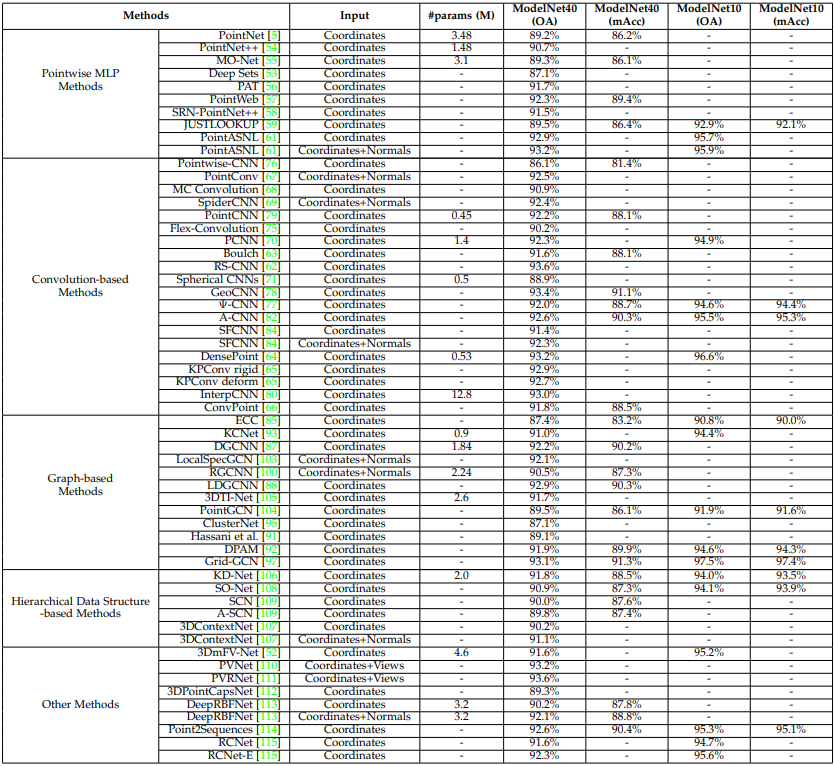 Methods Input #params (M) ModelNet40 (OA) ModelNet40 (mAcc) ModelNet10 (OA) ModelNet10 (mAcc)
Pointwise MLP Methods
PointNet [5] Coordinates 3.48 89.2% 86.2% - -
PointNet++ [54] Coordinates 1.48 90.7% - - -
MO-Net [55] Coordinates 3.1 89.3% 86.1% - -
Deep Sets [53] Coordinates - 87.1% - - -
PAT [56] Coordinates - 91.7% - - -
PointWeb [57] Coordinates - 92.3% 89.4% - -
SRN-PointNet++ [58] Coordinates - 91.5% - - -
JUSTLOOKUP [59] Coordinates - 89.5% 86.4% 92.9% 92.1%
PointASNL [61] Coordinates - 92.9% - 95.7% -
PointASNL [61] Coordinates+Normals - 93.2% - 95.9% -
Convolution-based Methods
Pointwise-CNN [76] Coordinates - 86.1% 81.4% - -
PointConv [67] Coordinates+Normals - 92.5% - - -
MC Convolution [68] Coordinates - 90.9% - - -
SpiderCNN [69] Coordinates+Normals - 92.4% - - -
PointCNN [79] Coordinates 0.45 92.2% 88.1% - -
Flex-Convolution [75] Coordinates - 90.2% - - -
PCNN [70] Coordinates 1.4 92.3% - 94.9% -
Boulch [63] Coordinates - 91.6% 88.1% - -
RS-CNN [62] Coordinates - 93.6% - - -
Spherical CNNs [71] Coordinates 0.5 88.9% - - -
GeoCNN [78] Coordinates - 93.4% 91.1% - -
Ψ-CNN [77] Coordinates - 92.0% 88.7% 94.6% 94.4%
A-CNN [82] Coordinates - 92.6% 90.3% 95.5% 95.3%
SFCNN [84] Coordinates - 91.4% - - -
SFCNN [84] Coordinates+Normals - 92.3% - - -
DensePoint [64] Coordinates 0.53 93.2% - 96.6% -
KPConv rigid [65] Coordinates - 92.9% - - -
KPConv deform [65] Coordinates - 92.7% - - -
InterpCNN [80] Coordinates 12.8 93.0% - - -
ConvPoint [66] Coordinates - 91.8% 88.5% - -
Graph-based Methods
ECC [85] Coordinates - 87.4% 83.2% 90.8% 90.0%
KCNet [93] Coordinates 0.9 91.0% - 94.4% -
DGCNN [87] Coordinates 1.84 92.2% 90.2% - -
LocalSpecGCN [103] Coordinates+Normals - 92.1% - - -
RGCNN [100] Coordinates+Normals 2.24 90.5% 87.3% - -
LDGCNN [88] Coordinates - 92.9% 90.3% - -
3DTI-Net [105] Coordinates 2.6 91.7% - - -
PointGCN [104] Coordinates - 89.5% 86.1% 91.9% 91.6%
ClusterNet [95] Coordinates - 87.1% - - -
Hassani et al. [91] Coordinates - 89.1% - - -
DPAM [92] Coordinates - 91.9% 89.9% 94.6% 94.3%
Grid-GCN [97] Coordinates - 93.1% 91.3% 97.5% 97.4%
Hierarchical Data Structure -based Methods
KD-Net [106] Coordinates 2.0 91.8% 88.5% 94.0% 93.5%
SO-Net [108] Coordinates - 90.9% 87.3% 94.1% 93.9%
SCN [109] Coordinates - 90.0% 87.6% - -
A-SCN [109] Coordinates - 89.8% 87.4% - -
3DContextNet [107] Coordinates - 90.2% - - -
3DContextNet [107] Coordinates+Normals - 91.1% - - -
Other Methods
3DmFV-Net [52] Coordinates 4.6 91.6% - 95.2% -
PVNet [110] Coordinates+Views - 93.2% - - -
PVRNet [111] Coordinates+Views - 93.6% - - -
3DPointCapsNet [112] Coordinates - 89.3% - - -
DeepRBFNet [113] Coordinates 3.2 90.2% 87.8% - -
DeepRBFNet [113] Coordinates+Normals 3.2 92.1% 88.8% - -
Point2Sequences [114] Coordinates - 92.6% 90.4% 95.3% 95.1%
RCNet [115] Coordinates - 91.6% - 94.7% -
RCNet-E [115] Coordinates - 92.3% - 95.6% -